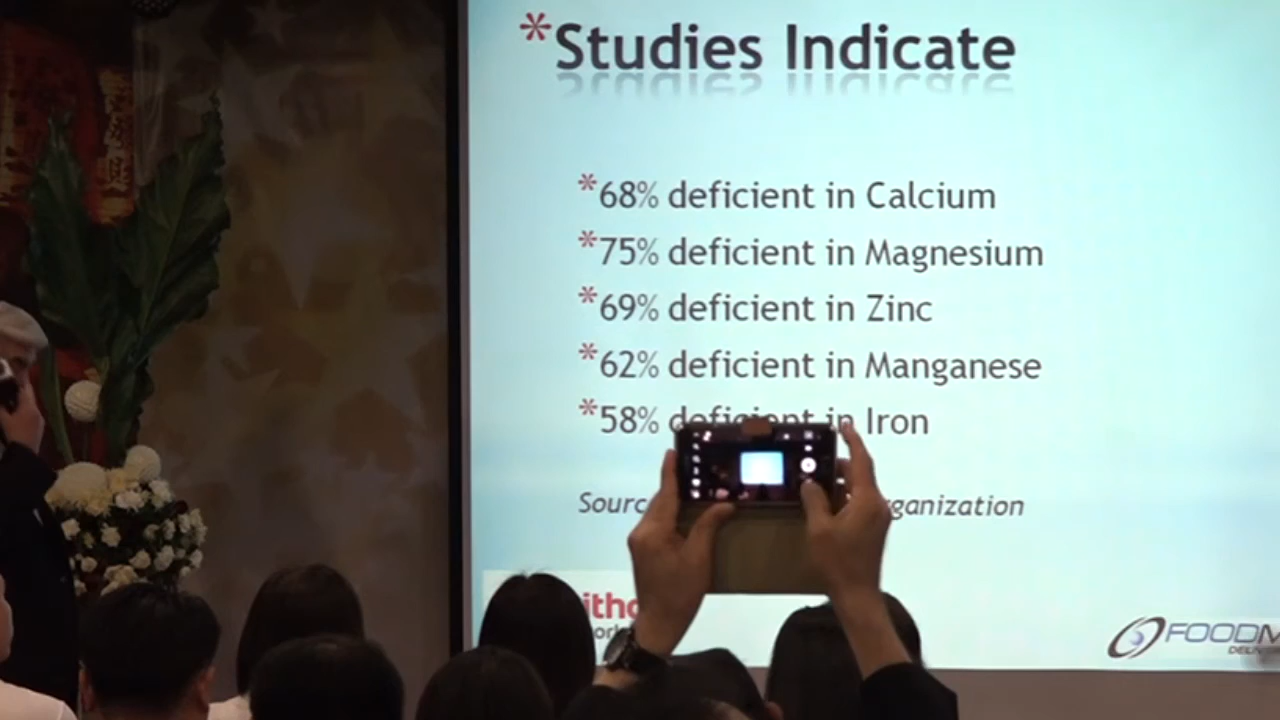 *Studies Indicate
*68% deficient in Calcium
*75% deficient in Magnesium
*69% deficient in Zinc
*62% deficient in Manganese
*58% deficient in Iron